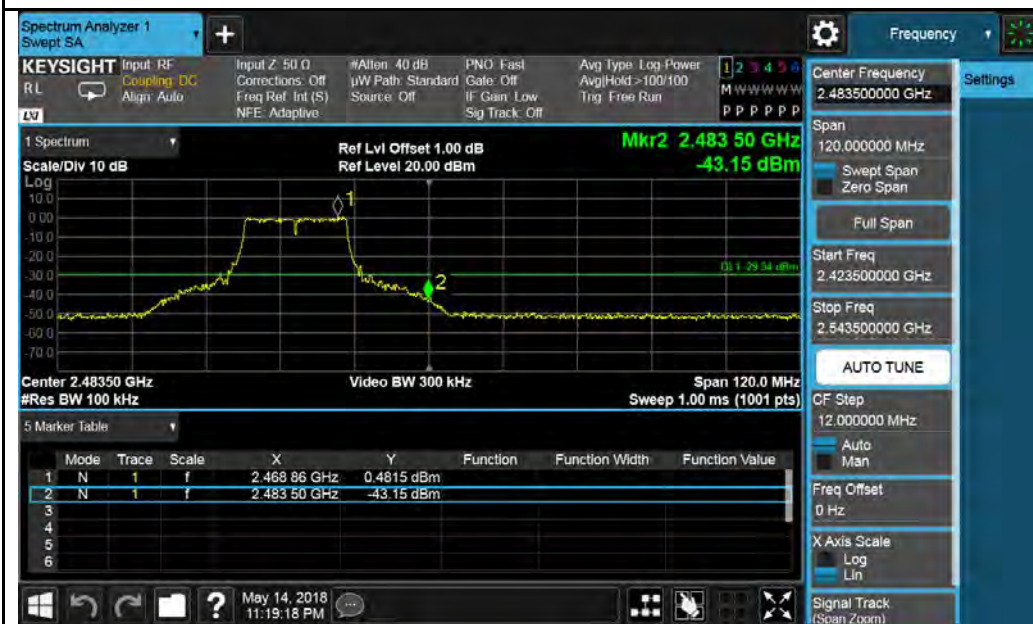 Spectrum Analyzer 1
Swept SA
+
Frequency
KEYSIGHT Input: RF Input Z: 50 Ω #Atten: 40 dB PNO: Fast Avg Type: Log-Power 1 2 3 4 5 6
RL Coupling: DC Corrections: Off µW Path: Standard Gate: Off Avg|Hold: >100/100 M W W W W W
Align: Auto Freq Ref: Int (S) Source: Off IF Gain: Low Trig: Free Run
LXI NFE: Adaptive Sig Track: Off P P P P P P
1 Spectrum
Scale/Div 10 dB
Ref Lvl Offset 1.00 dB
Ref Level 20.00 dBm
Mkr2 2.483 50 GHz
-43.15 dBm
Log
10.0
0.00
-10.0
-20.0
-30.0
-40.0
-50.0
-60.0
-70.0
1
2
DL1 -29.54 dBm
Center 2.48350 GHz Video BW 300 kHz Span 120.0 MHz
#Res BW 100 kHz Sweep 1.00 ms (1001 pts)
5 Marker Table
Mode Trace Scale X Y Function Function Width Function Value
1 N 1 f 2.468 86 GHz 0.4815 dBm
2 N 1 f 2.483 50 GHz -43.15 dBm
3
4
5
6
?
May 14, 2018
11:19:18 PM
Center Frequency
2.483500000 GHz
Settings
Span
120.000000 MHz
Swept Span
Zero Span
Full Span
Start Freq
2.423500000 GHz
Stop Freq
2.543500000 GHz
AUTO TUNE
CF Step
12.000000 MHz
Auto
Man
Freq Offset
0 Hz
X Axis Scale
Log
Lin
Signal Track
(Span Zoom)